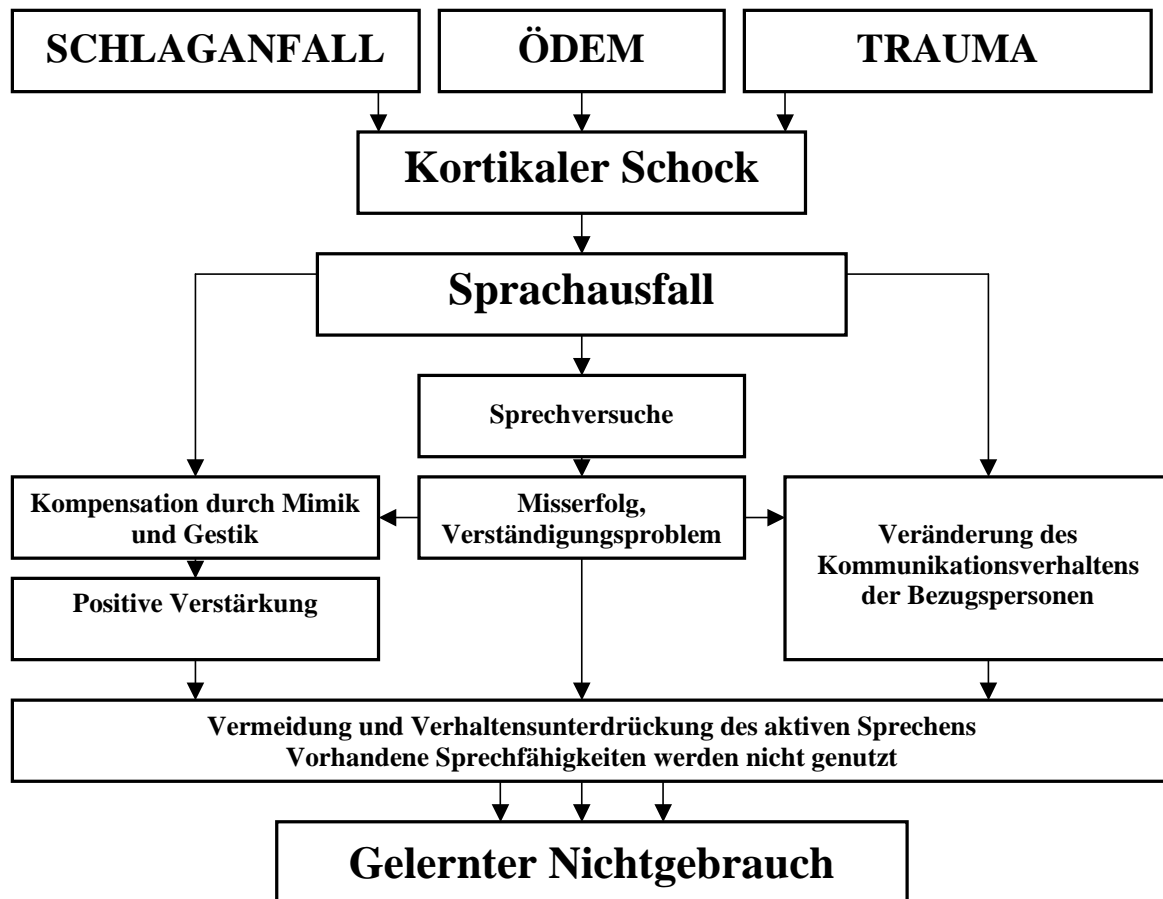 SCHLAGANFALL
ÖDEM
TRAUMA
Kortikaler Schock
Sprachausfall
Sprechversuche
Kompensation durch Mimik
und Gestik
Misserfolg,
Verständigungsproblem
Veränderung des
Kommunikationsverhaltens
der Bezugspersonen
Positive Verstärkung
Vermeidung und Verhaltensunterdrückung des aktiven Sprechens
Vorhandene Sprechfähigkeiten werden nicht genutzt
Gelernter Nichtgebrauch